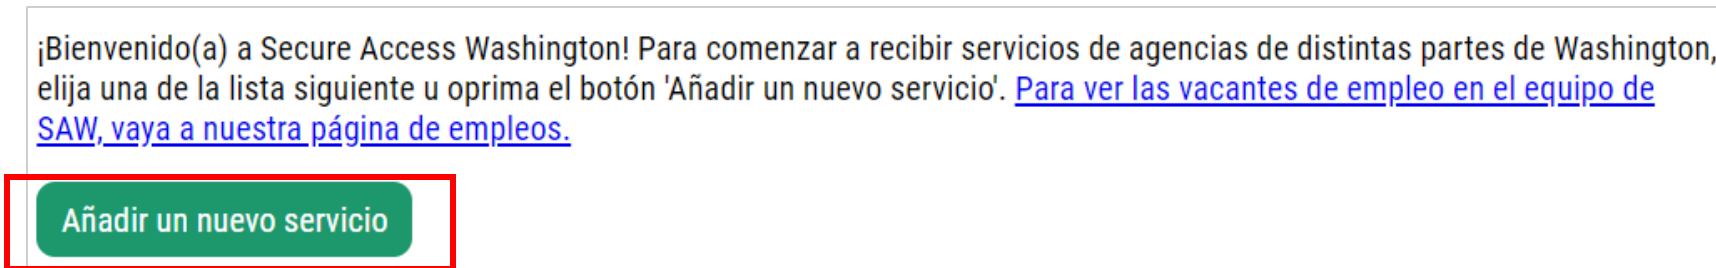 ¡Bienvenido(a) a Secure Access Washington! Para comenzar a recibir servicios de agencias de distintas partes de Washington,
elija una de la lista siguiente u oprima el botón 'Añadir un nuevo servicio'. Para ver las vacantes de empleo en el equipo de
SAW, vaya a nuestra página de empleos.
Añadir un nuevo servicio